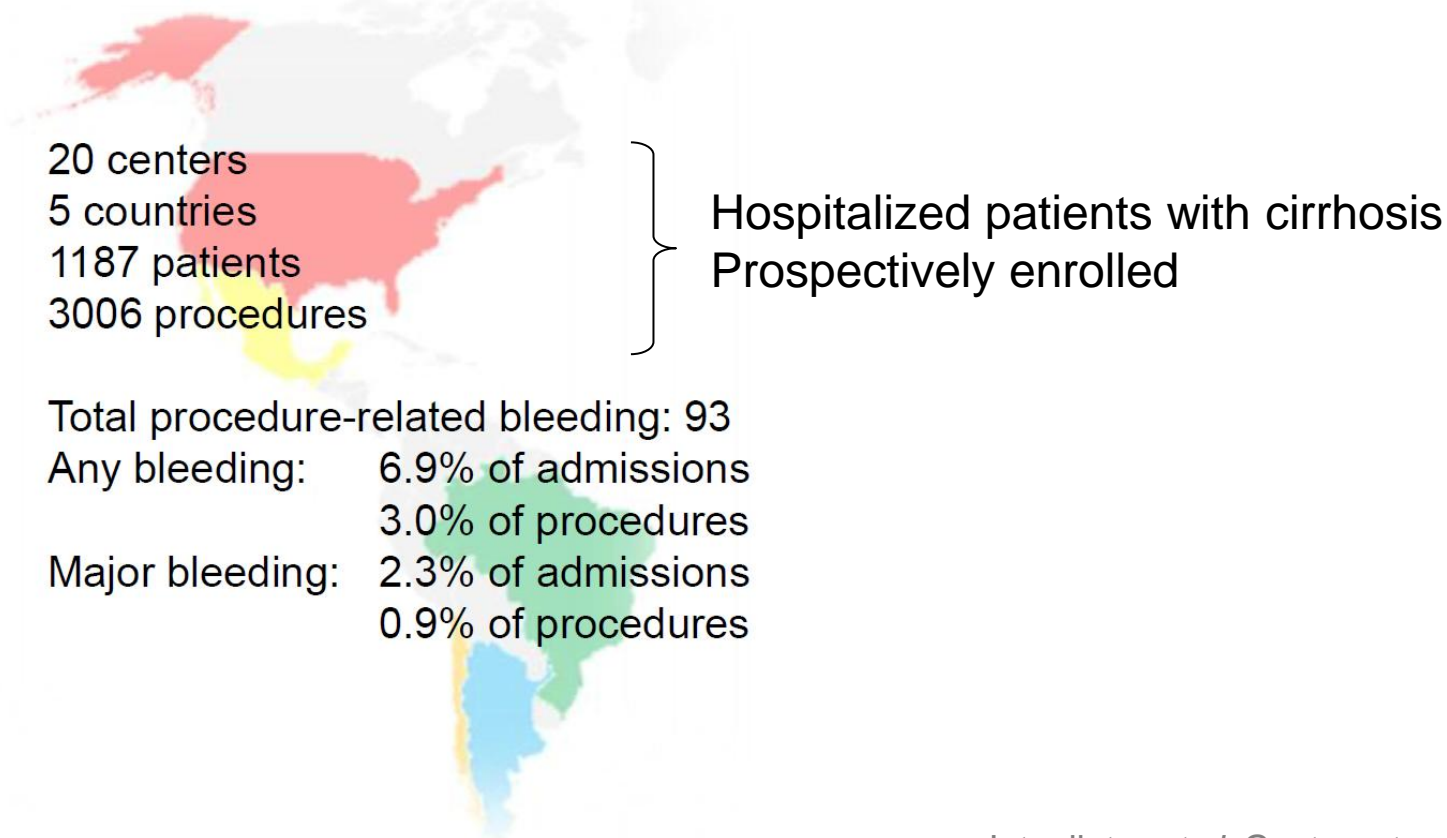 20 centers
5 countries
1187 patients
3006 procedures
Hospitalized patients with cirrhosis
Prospectively enrolled
Total procedure-related bleeding: 93
Any bleeding: 6.9% of admissions
3.0% of procedures
Major bleeding: 2.3% of admissions
0.9% of procedures